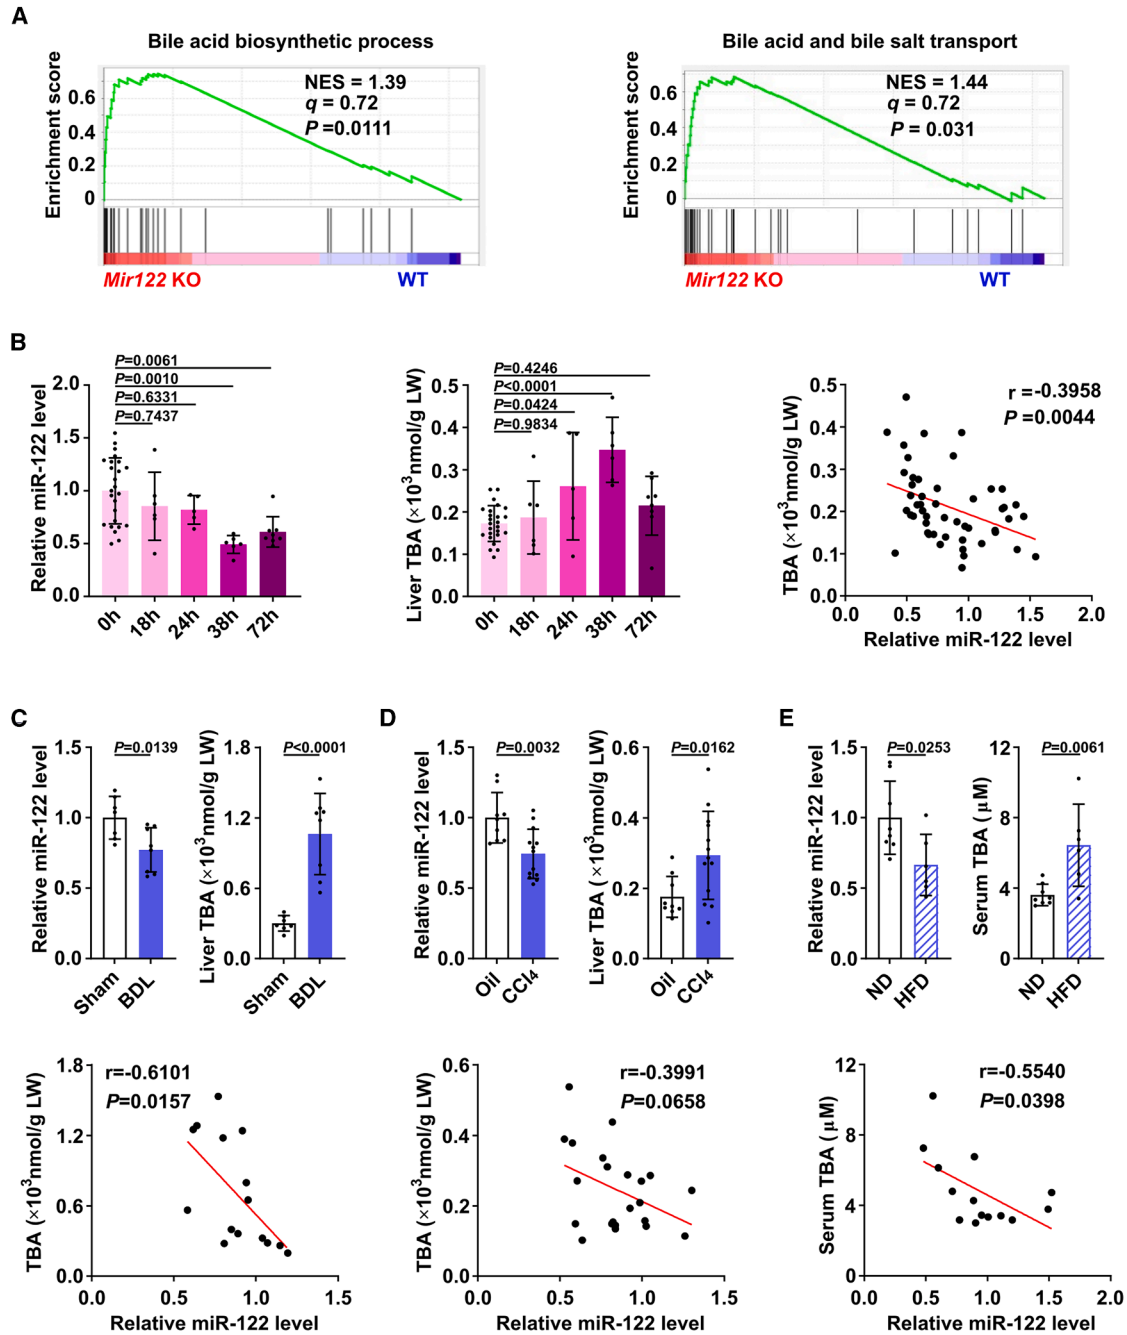 A
Bile acid biosynthetic process
Enrichment score
0.6
0.4
0.2
0
NES = 1.39
q = 0.72
P =0.0111
Mir122 KO
WT
Bile acid and bile salt transport
Enrichment score
0.6
0.4
0.2
0
NES = 1.44
q = 0.72
P = 0.031
Mir122 KO
WT
B
Relative miR-122 level
2.0
1.5
1.0
0.5
0.0
P=0.0061
P=0.0010
P=0.6331
P=0.7437
0h
18h
24h
38h
72h
Liver TBA (×10³nmol/g LW)
0.5
0.4
0.3
0.2
0.1
0.0
P=0.4246
P<0.0001
P=0.0424
P=0.9834
0h
18h
24h
38h
72h
TBA (×10³nmol/g LW)
0.5
0.4
0.3
0.2
0.1
0.0
r =-0.3958
P =0.0044
0.0
0.5
1.0
1.5
2.0
Relative miR-122 level
C
Relative miR-122 level
1.5
1.0
0.5
0.0
P=0.0139
Sham
BDL
Liver TBA (×10³nmol/g LW)
1.8
1.2
0.6
0.0
P<0.0001
Sham
BDL
D
Relative miR-122 level
1.5
1.0
0.5
0.0
P=0.0032
Oil
CCl4
Liver TBA (×10³nmol/g LW)
0.6
0.4
0.2
0.0
P=0.0162
Oil
CCl4
E
Relative miR-122 level
1.5
1.0
0.5
0.0
P=0.0253
ND
HFD
Serum TBA ( μM)
12
8
4
0
P=0.0061
ND
HFD
TBA (×10³nmol/g LW)
1.8
1.2
0.6
0.0
r=-0.6101
P=0.0157
0.0
0.5
1.0
1.5
Relative miR-122 level
TBA (×10³nmol/g LW)
0.6
0.4
0.2
0.0
r=-0.3991
P=0.0658
0.0
0.5
1.0
1.5
Relative miR-122 level
Serum TBA ( μM)
12
8
4
0
r=-0.5540
P=0.0398
0.0
0.5
1.0
1.5
2.0
Relative miR-122 level